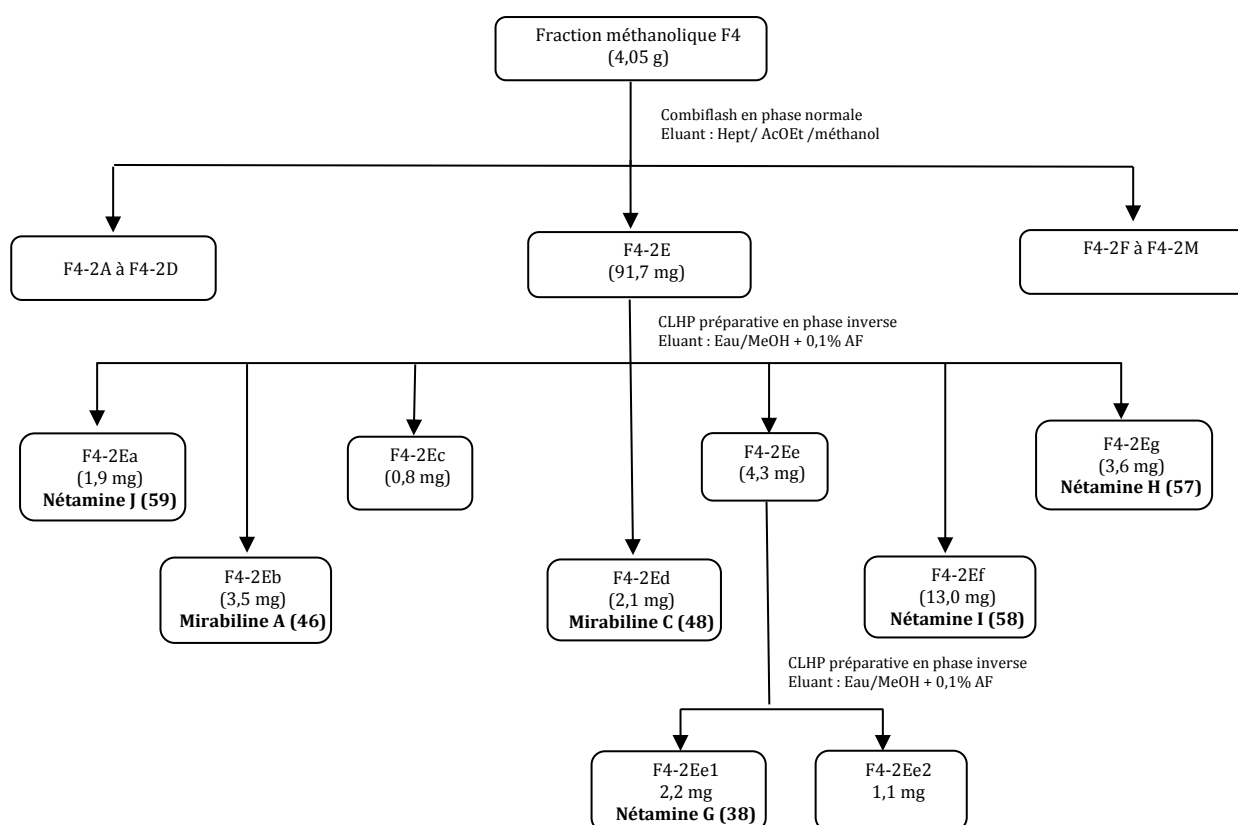 Fraction méthanolique F4
(4,05 g)
Combiflash en phase normale
Eluant : Hept/ AcOEt /méthanol
F4-2A à F4-2D
F4-2E
(91,7 mg)
F4-2F à F4-2M
CLHP préparative en phase inverse
Eluant : Eau/MeOH + 0,1% AF
F4-2Ea
(1,9 mg)
Nétamine J (59)
F4-2Ec
(0,8 mg)
F4-2Ee
(4,3 mg)
F4-2Eg
(3,6 mg)
Nétamine H (57)
F4-2Eb
(3,5 mg)
Mirabiline A (46)
F4-2Ed
(2,1 mg)
Mirabiline C (48)
F4-2Ef
(13,0 mg)
Nétamine I (58)
CLHP préparative en phase inverse
Eluant : Eau/MeOH + 0,1% AF
F4-2Ee1
2,2 mg
Nétamine G (38)
F4-2Ee2
1,1 mg